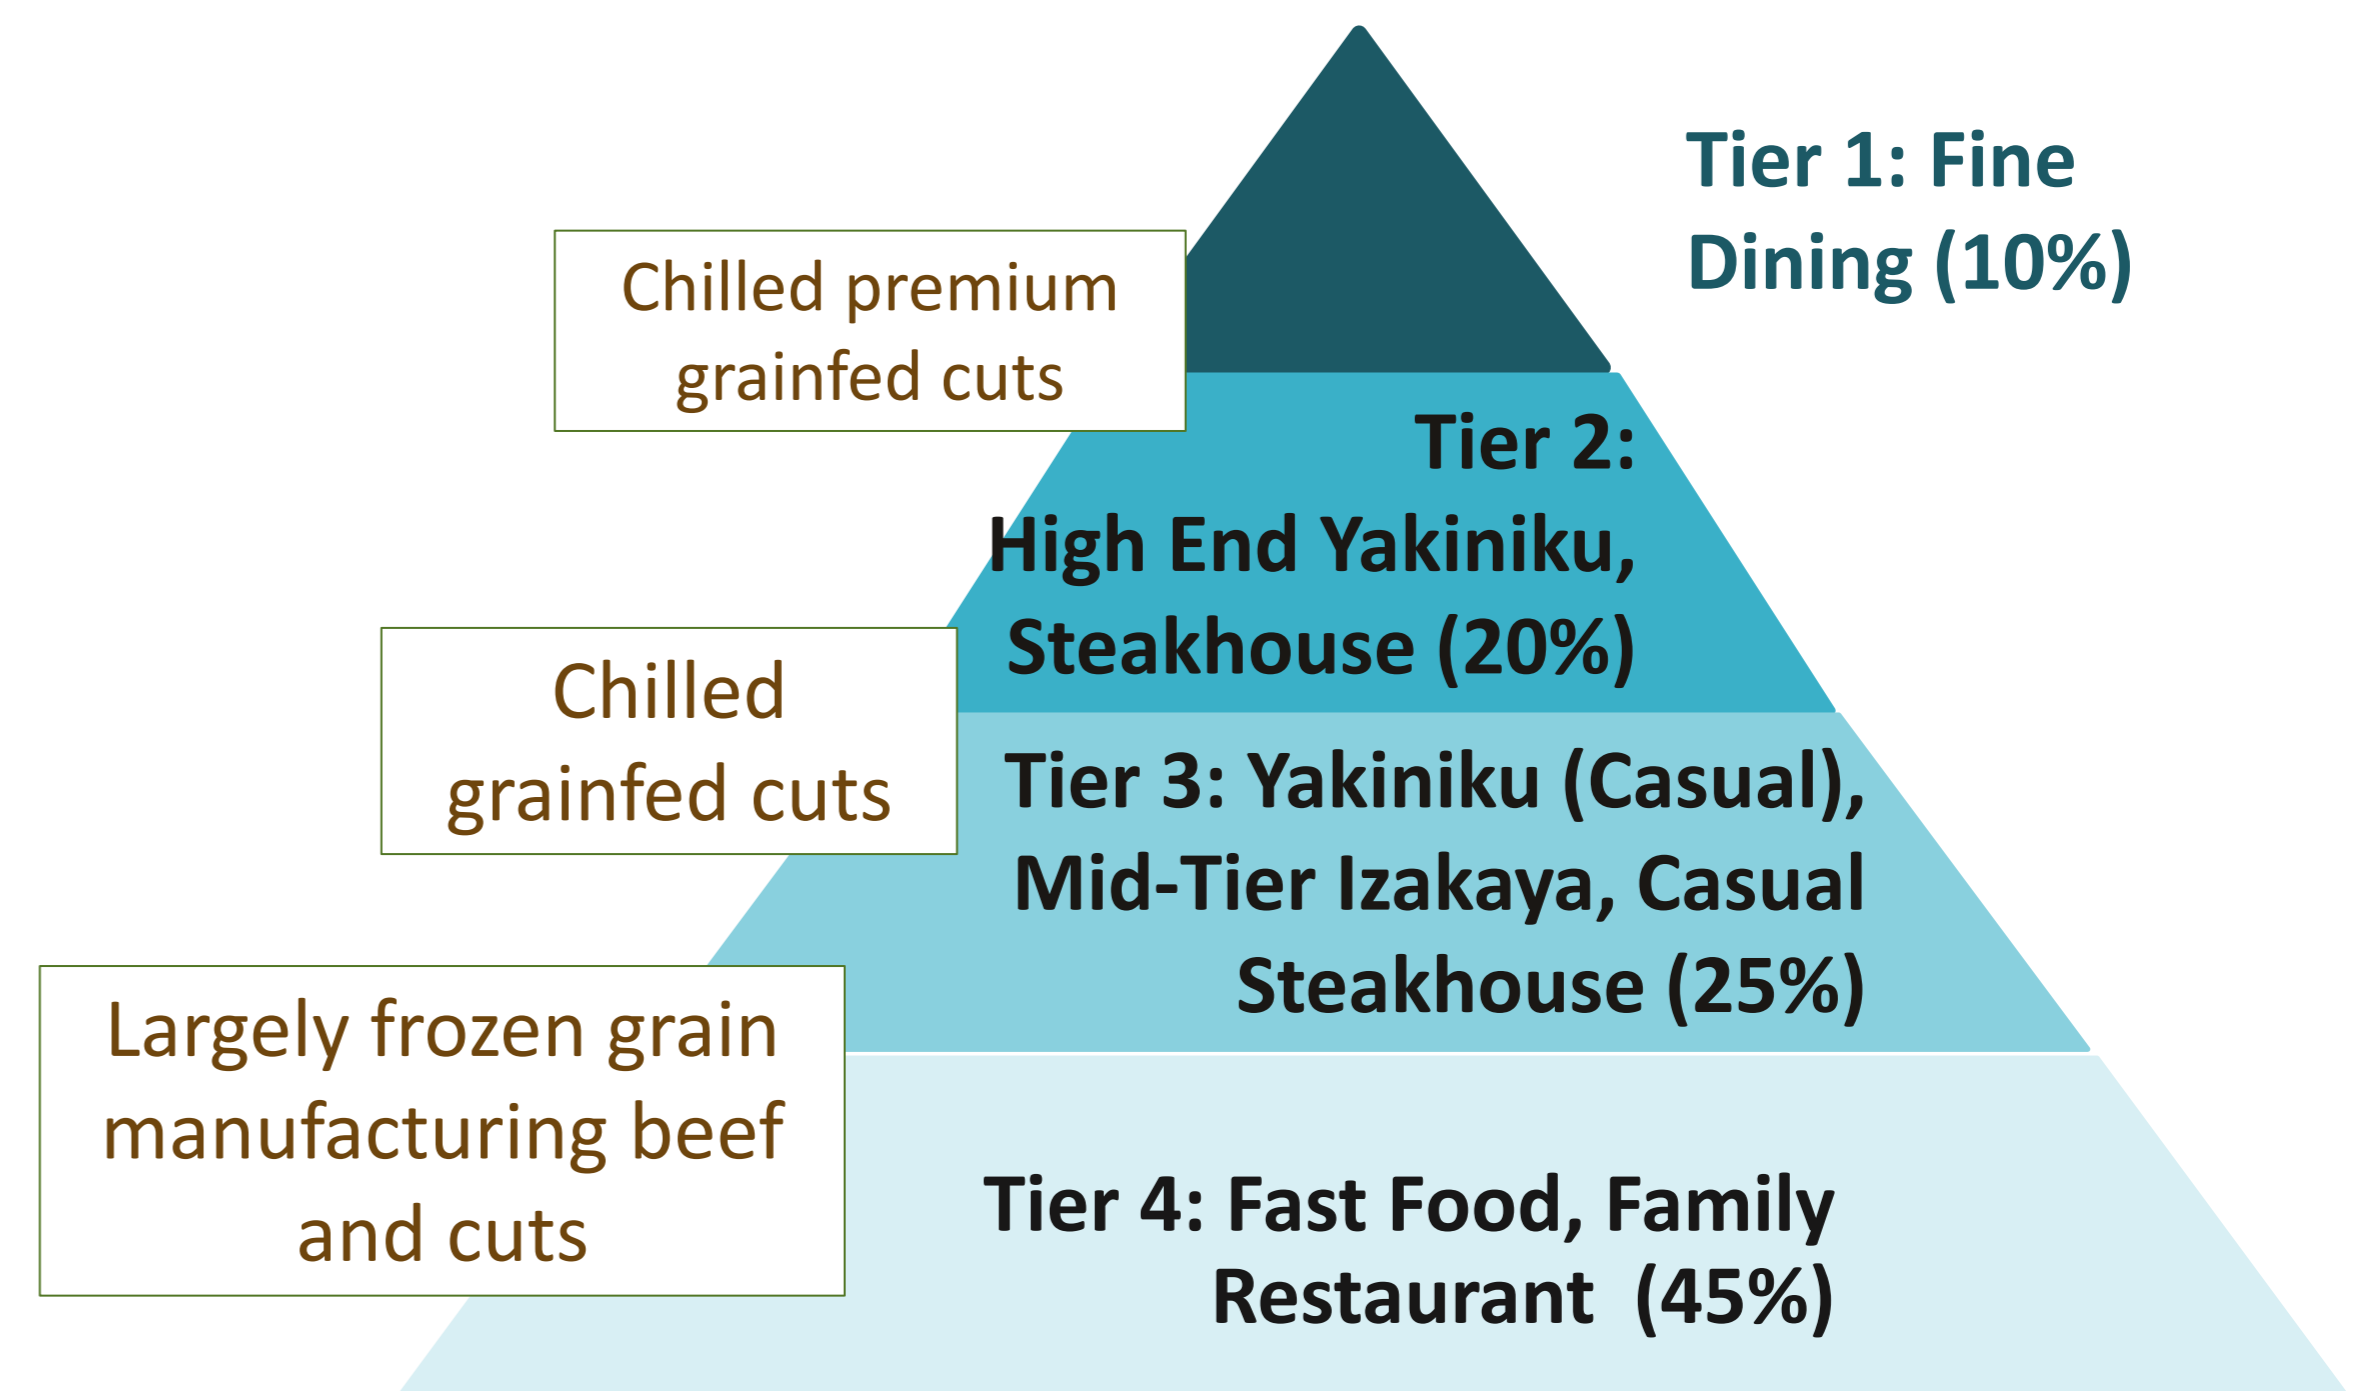 Tier 1: Fine
Dining (10%)
Chilled premium
grainfed cuts
Tier 2:
High End Yakiniku,
Steakhouse (20%)
Chilled
grainfed cuts
Tier 3: Yakiniku (Casual),
Mid-Tier Izakaya, Casual
Steakhouse (25%)
Largely frozen grain
manufacturing beef
and cuts
Tier 4: Fast Food, Family
Restaurant (45%)